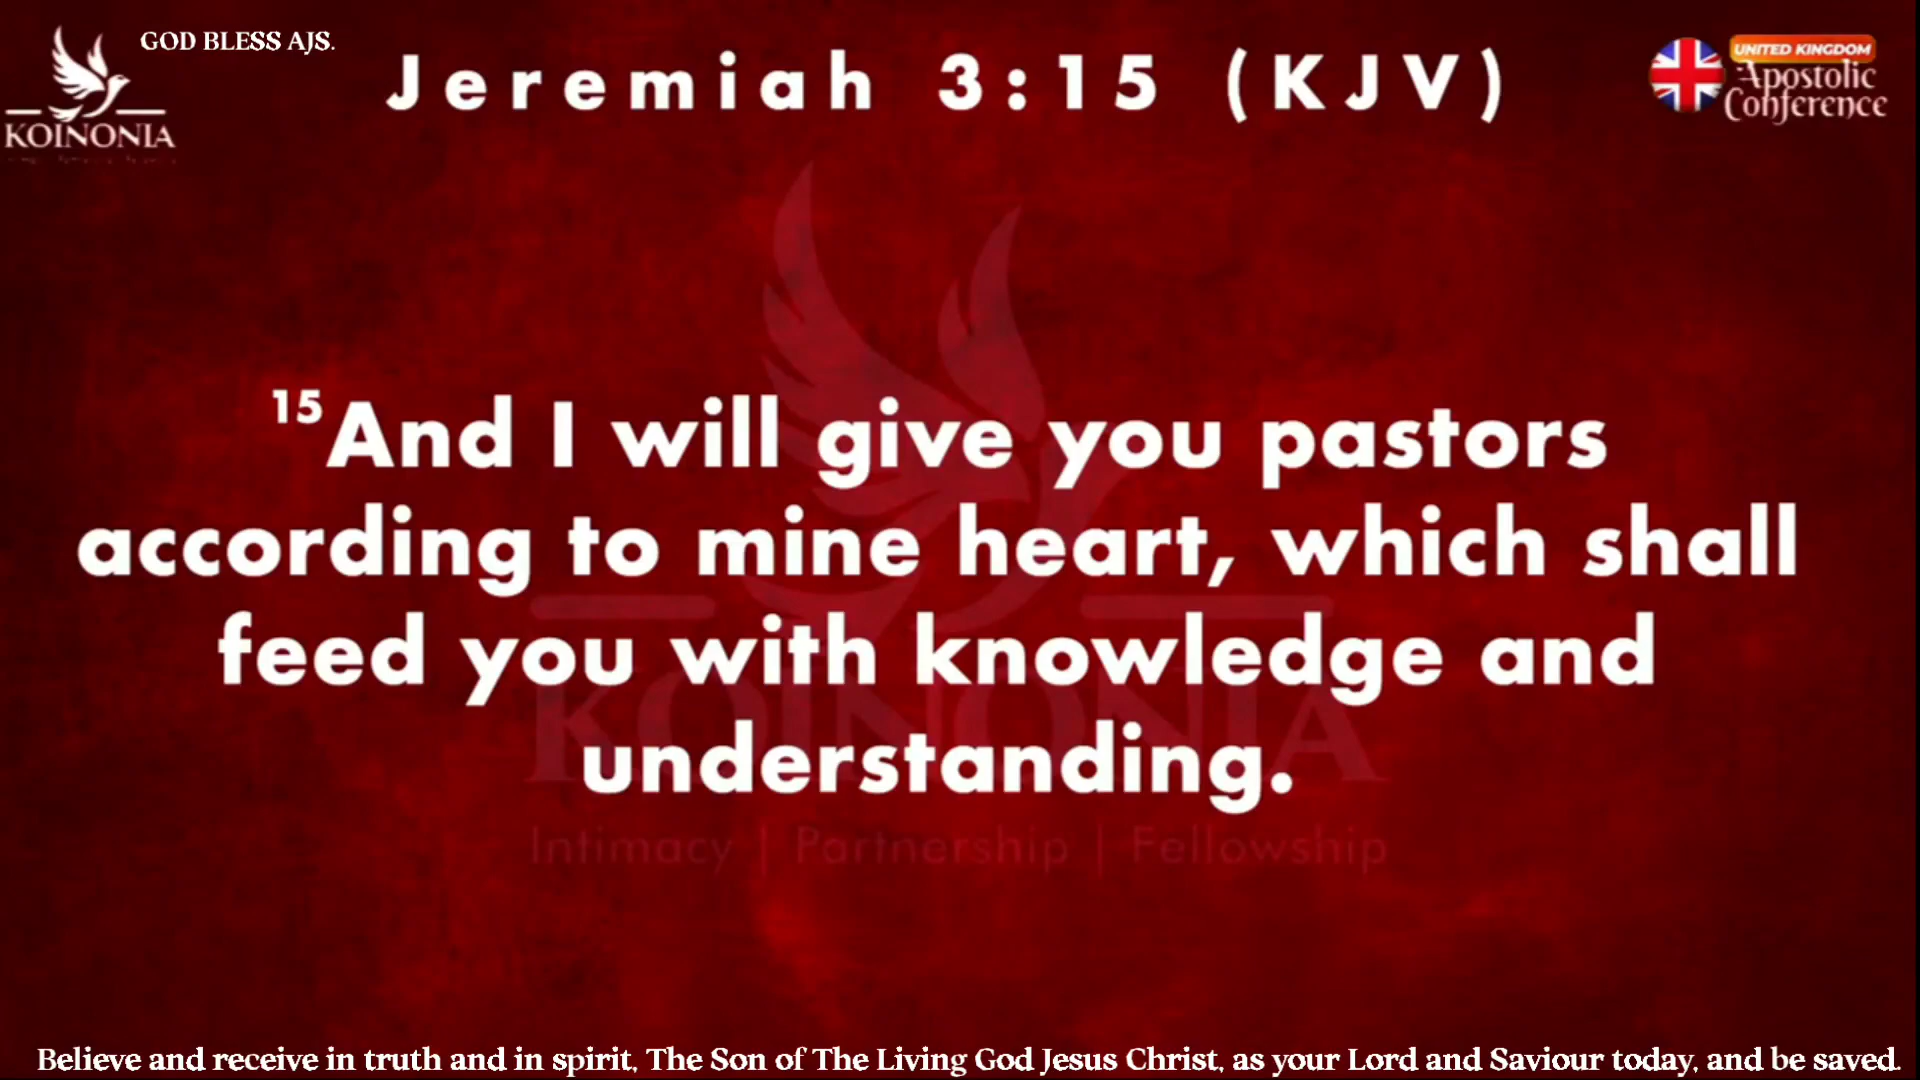 GOD BLESS AJS.
KOINONIA
Jeremiah 3:15 (KJV)
UNITED KINGDOM
Apostolic
Conference
15And I will give you pastors
according to mine heart, which shall
feed you with knowledge and
understanding.
KOINONIA
Intimacy | Partnership | Fellowship
Believe and receive in truth and in spirit, The Son of The Living God Jesus Christ, as your Lord and Saviour today, and be saved.